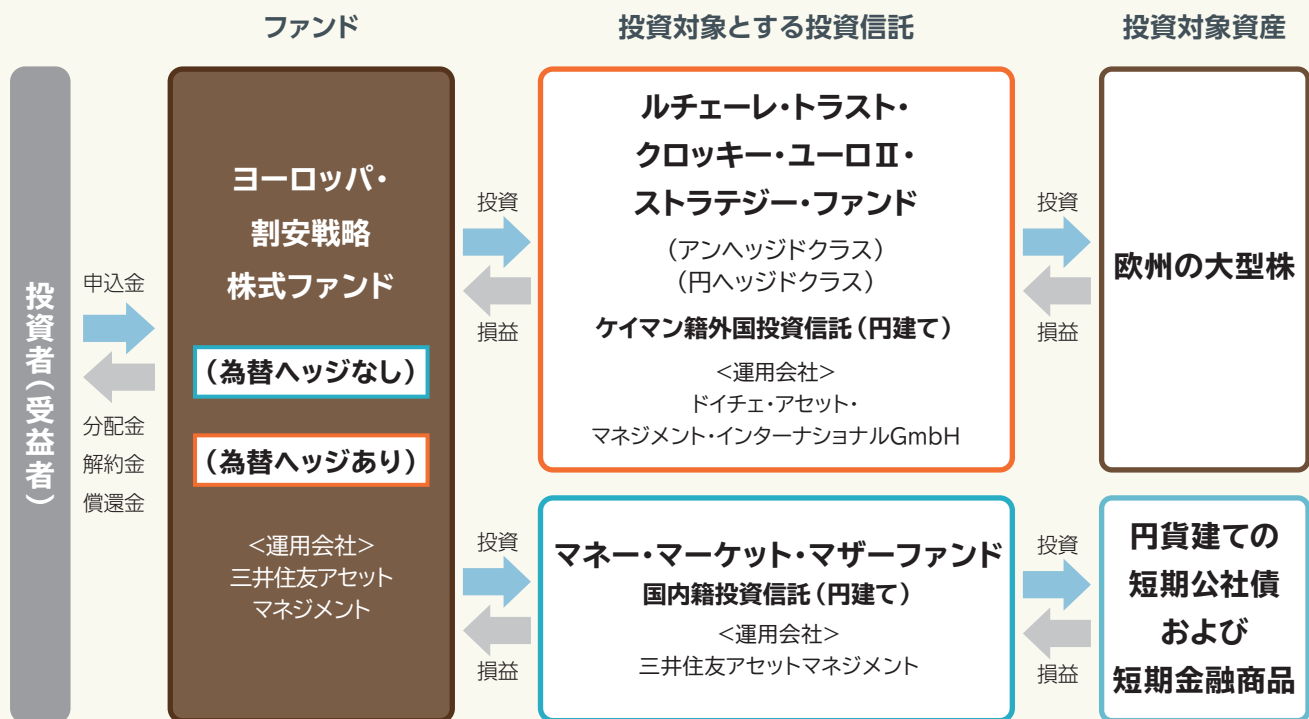 ファンド
投資対象とする投資信託
投資対象資産
投資者(受益者)
申込金
分配金
解約金
償還金
ヨーロッパ・
割安戦略
株式ファンド
(為替ヘッジなし)
(為替ヘッジあり)
<運用会社>
三井住友アセット
マネジメント
投資
損益
ルチェーレ・トラスト・
クロッキー・ユーロⅡ・
ストラテジー・ファンド
(アンヘッジドクラス)
(円ヘッジドクラス)
ケイマン籍外国投資信託(円建て)
<運用会社>
ドイチェ・アセット・
マネジメント・インターナショナルGmbH
投資
損益
欧州の大型株
投資
損益
マネー・マーケット・マザーファンド
国内籍投資信託(円建て)
<運用会社>
三井住友アセットマネジメント
投資
損益
円貨建ての
短期公社債
および
短期金融商品